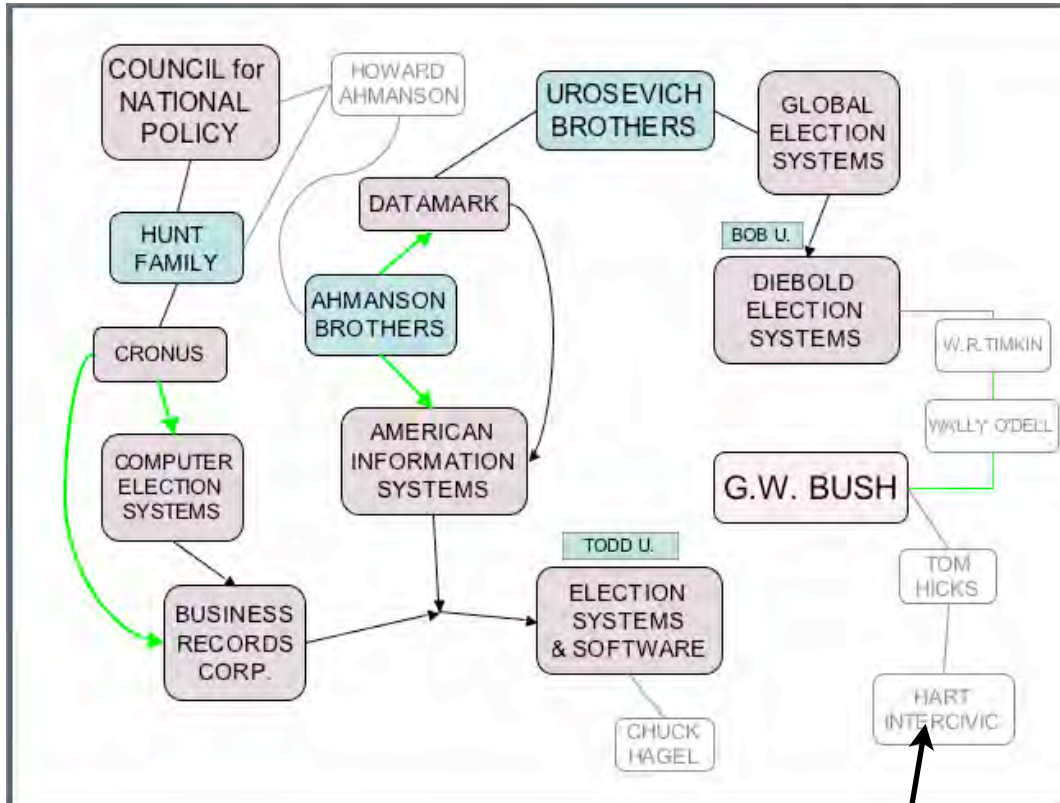 COUNCIL for
NATIONAL
POLICY
HOWARD
AHMANSON
UROSEVICH
BROTHERS
GLOBAL
ELECTION
SYSTEMS
DATAMARK
HUNT
FAMILY
BOB U.
AHMANSON
BROTHERS
DIEBOLD
ELECTION
SYSTEMS
CRONUS
W.R.TIMKIN
WALLY O'DELL
AMERICAN
INFORMATION
SYSTEMS
COMPUTER
ELECTION
SYSTEMS
G.W. BUSH
TODD U.
TOM
HICKS
ELECTION
SYSTEMS
& SOFTWARE
BUSINESS
RECORDS
CORP.
HART
INTERCIVIC
CHUCK
HAGEL